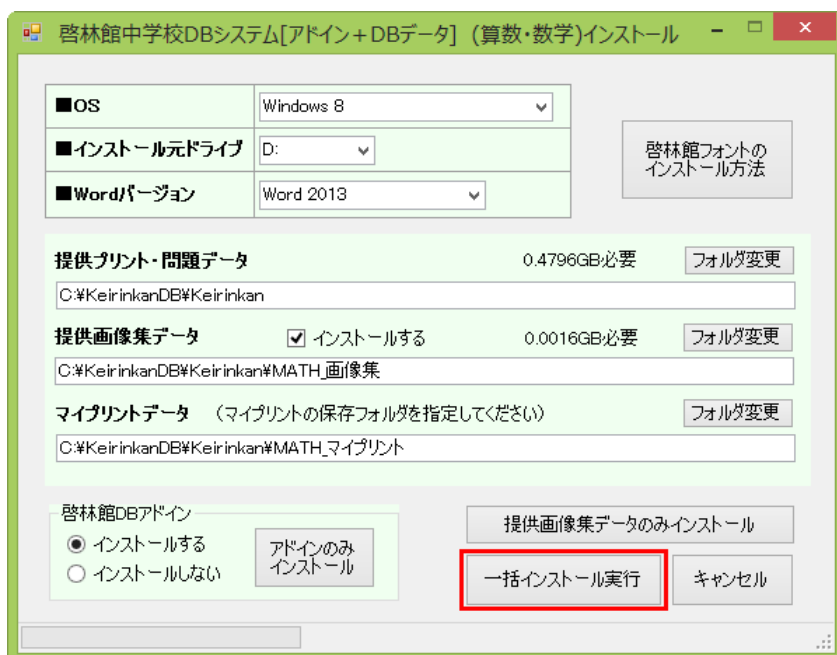 啓林館中学校DBシステム[アドイン＋DBデータ] (算数・数学)インストール
■OS
Windows 8
■インストール元ドライブ
D:
■Wordバージョン
Word 2013
啓林館フォントの
インストール方法
提供プリント・問題データ
0.4796GB必要
フォルダ変更
C:¥KeirinkanDB¥Keirinkan
提供画像集データ
インストールする
0.0016GB必要
フォルダ変更
C:¥KeirinkanDB¥Keirinkan¥MATH_画像集
マイプリントデータ (マイプリントの保存フォルダを指定してください)
フォルダ変更
C:¥KeirinkanDB¥Keirinkan¥MATH_マイプリント
啓林館DBアドイン
インストールする
インストールしない
アドインのみ
インストール
提供画像集データのみインストール
一括インストール実行
キャンセル